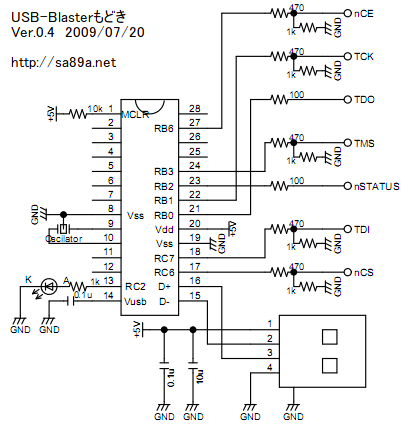 USB-Blasterもどき
Ver.0.4 2009/07/20
http://sa89a.net
470 nCE
1k GND
470 TCK
1k GND
100 TDO
470 TMS
1k GND
100 nSTATUS
470 TDI
1k GND
470 nCS
1k GND
+5V 10k 1 MCLR 28
2 RB6 27
3 26
4 25
5 RB3 24
6 RB2 23
7 RB1 22
GND 8 Vss RB0 21
Oscilator 9 Vdd 20 +5V
10 Vss 19 GND
11 RC7 18
12 RC6 17
K A 1k 13 RC2 D+ 16
0.1u 14 Vusb D- 15
GND GND
+5V
0.1u 10u
GND GND
1
2
3
4
GND